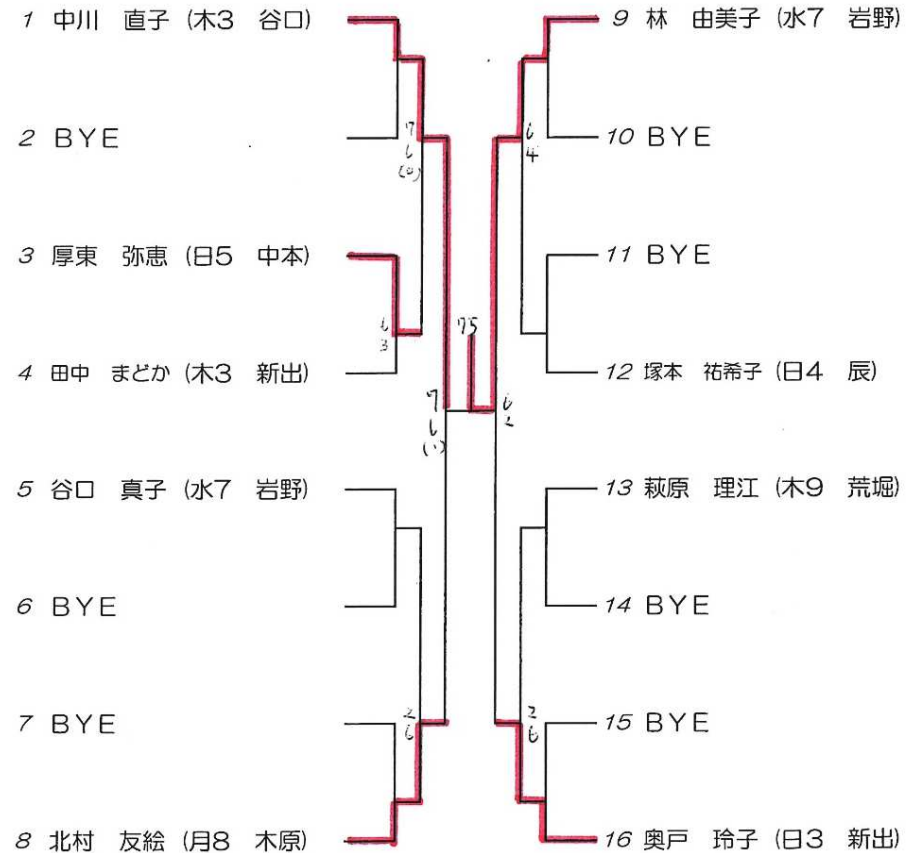 1 中川 直子 (木3 谷口)
2 BYE
3 厚東 弥恵 (日5 中本)
4 田中 まどか (木3 新出)
5 谷口 真子 (水7 岩野)
6 BYE
7 BYE
8 北村 友絵 (月8 木原)
7
6
6
3
7
6
(1)
2
6
75
6
2
6
4
2
6
9 林 由美子 (水7 岩野)
10 BYE
11 BYE
12 塚本 祐希子 (日4 辰)
13 萩原 理江 (木9 荒堀)
14 BYE
15 BYE
16 奥戸 玲子 (日3 新出)